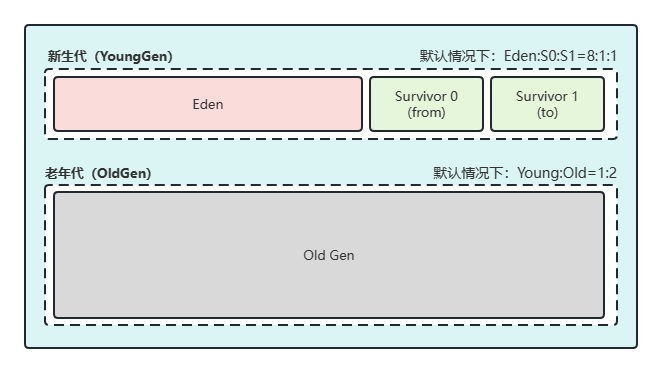 新生代（YoungGen）
默认情况下：Eden:S0:S1=8:1:1
Eden
Survivor 0
(from)
Survivor 1
(to)
老年代（OldGen）
默认情况下：Young:Old=1:2
Old Gen